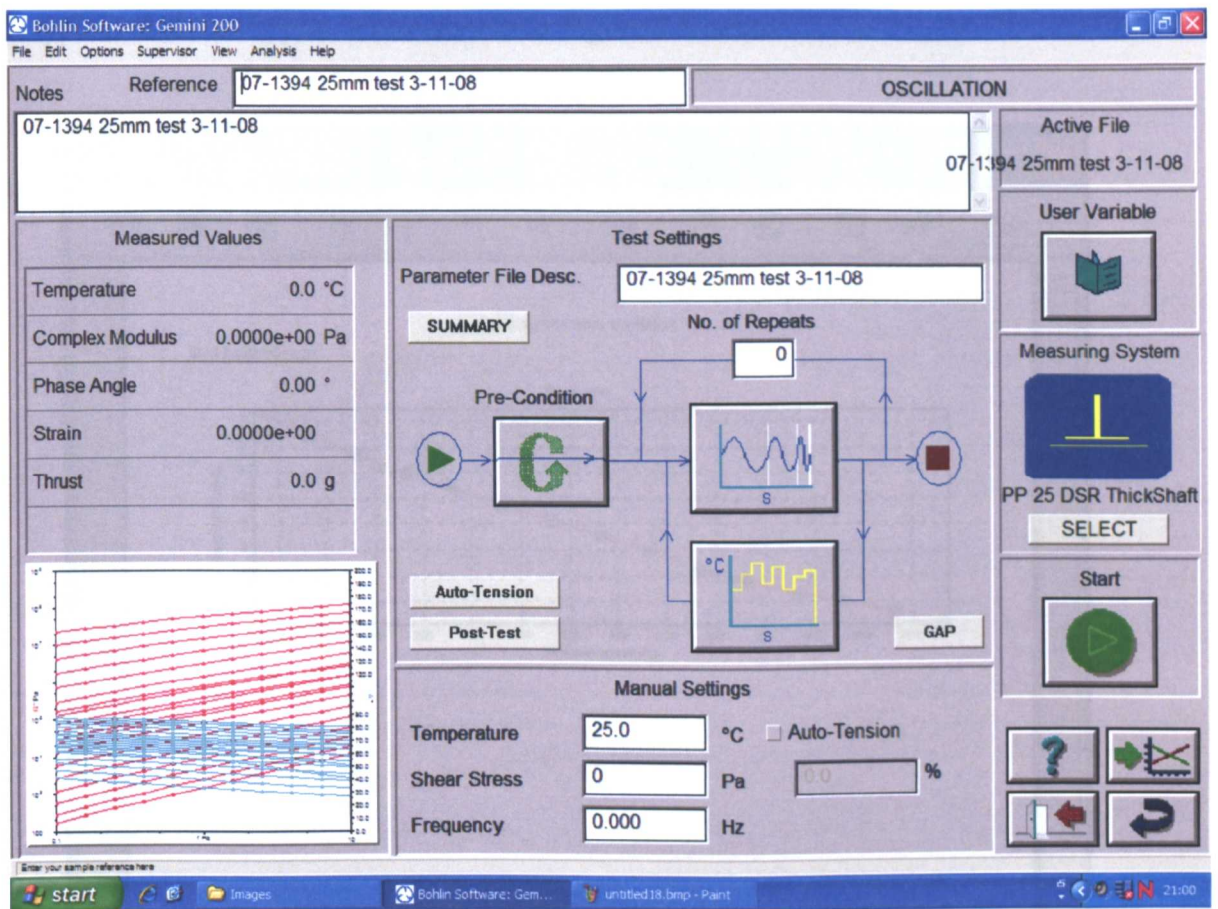 Bohlin Software: Gemini 200
File Edit Options Supervisor View Analysis Help
Notes
Reference 07-1394 25mm test 3-11-08
OSCILLATION
07-1394 25mm test 3-11-08
Active File
07-1394 25mm test 3-11-08
User Variable
Measured Values
Temperature 0.0 °C
Complex Modulus 0.0000e+00 Pa
Phase Angle 0.00 °
Strain 0.0000e+00
Thrust 0.0 g
Test Settings
Parameter File Desc. 07-1394 25mm test 3-11-08
SUMMARY
No. of Repeats
0
Pre-Condition
S
°C
S
Auto-Tension
Post-Test
GAP
Measuring System
PP 25 DSR ThickShaft
SELECT
Start
Manual Settings
Temperature 25.0 °C Auto-Tension
Shear Stress 0 Pa 0.0 %
Frequency 0.000 Hz
Enter your sample reference here
start
Images
Bohlin Software: Gem...
untitled18.bmp - Paint
21:00